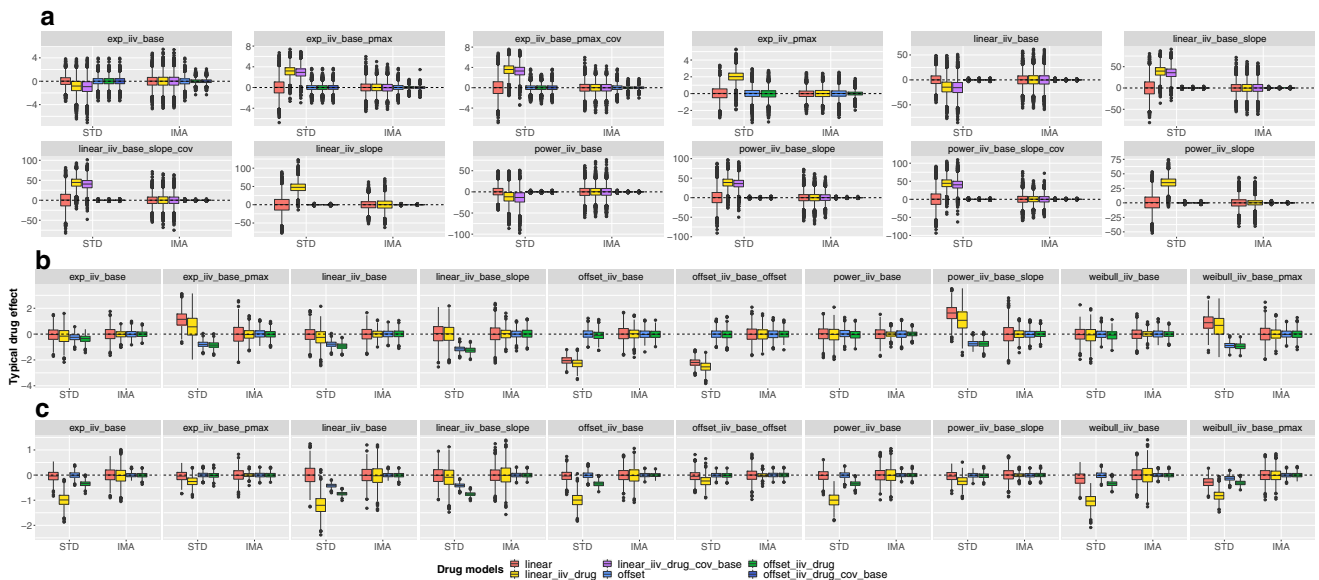 a
exp_iiv_base exp_iiv_base_pmax exp_iiv_base_pmax_cov exp_iiv_pmax linear_iiv_base linear_iiv_base_slope
4 0 −4
8 4 0 −4
8 4 0 −4
4 2 0 −2
50 0 −50
50 0 −50
STD IMA STD IMA STD IMA STD IMA STD IMA STD IMA
linear_iiv_base_slope_cov linear_iiv_slope power_iiv_base power_iiv_base_slope power_iiv_base_slope_cov power_iiv_slope
100 50 0 −50
100 50 0 −50
50 0 −50 −100
100 50 0 −50 −100
100 50 0 −50 −100
75 50 25 0 −25 −50
STD IMA STD IMA STD IMA STD IMA STD IMA STD IMA
b
exp_iiv_base exp_iiv_base_pmax linear_iiv_base linear_iiv_base_slope offset_iiv_base offset_iiv_base_offset power_iiv_base power_iiv_base_slope weibull_iiv_base weibull_iiv_base_pmax
Typical drug effect
2
0
−2
−4
STD IMA STD IMA STD IMA STD IMA STD IMA STD IMA STD IMA STD IMA STD IMA STD IMA
c
exp_iiv_base exp_iiv_base_pmax linear_iiv_base linear_iiv_base_slope offset_iiv_base offset_iiv_base_offset power_iiv_base power_iiv_base_slope weibull_iiv_base weibull_iiv_base_pmax
1
0
−1
−2
STD IMA STD IMA STD IMA STD IMA STD IMA STD IMA STD IMA STD IMA STD IMA STD IMA
Drug models linear linear_iiv_drug_cov_base offset_iiv_drug
linear_iiv_drug offset offset_iiv_drug_cov_base